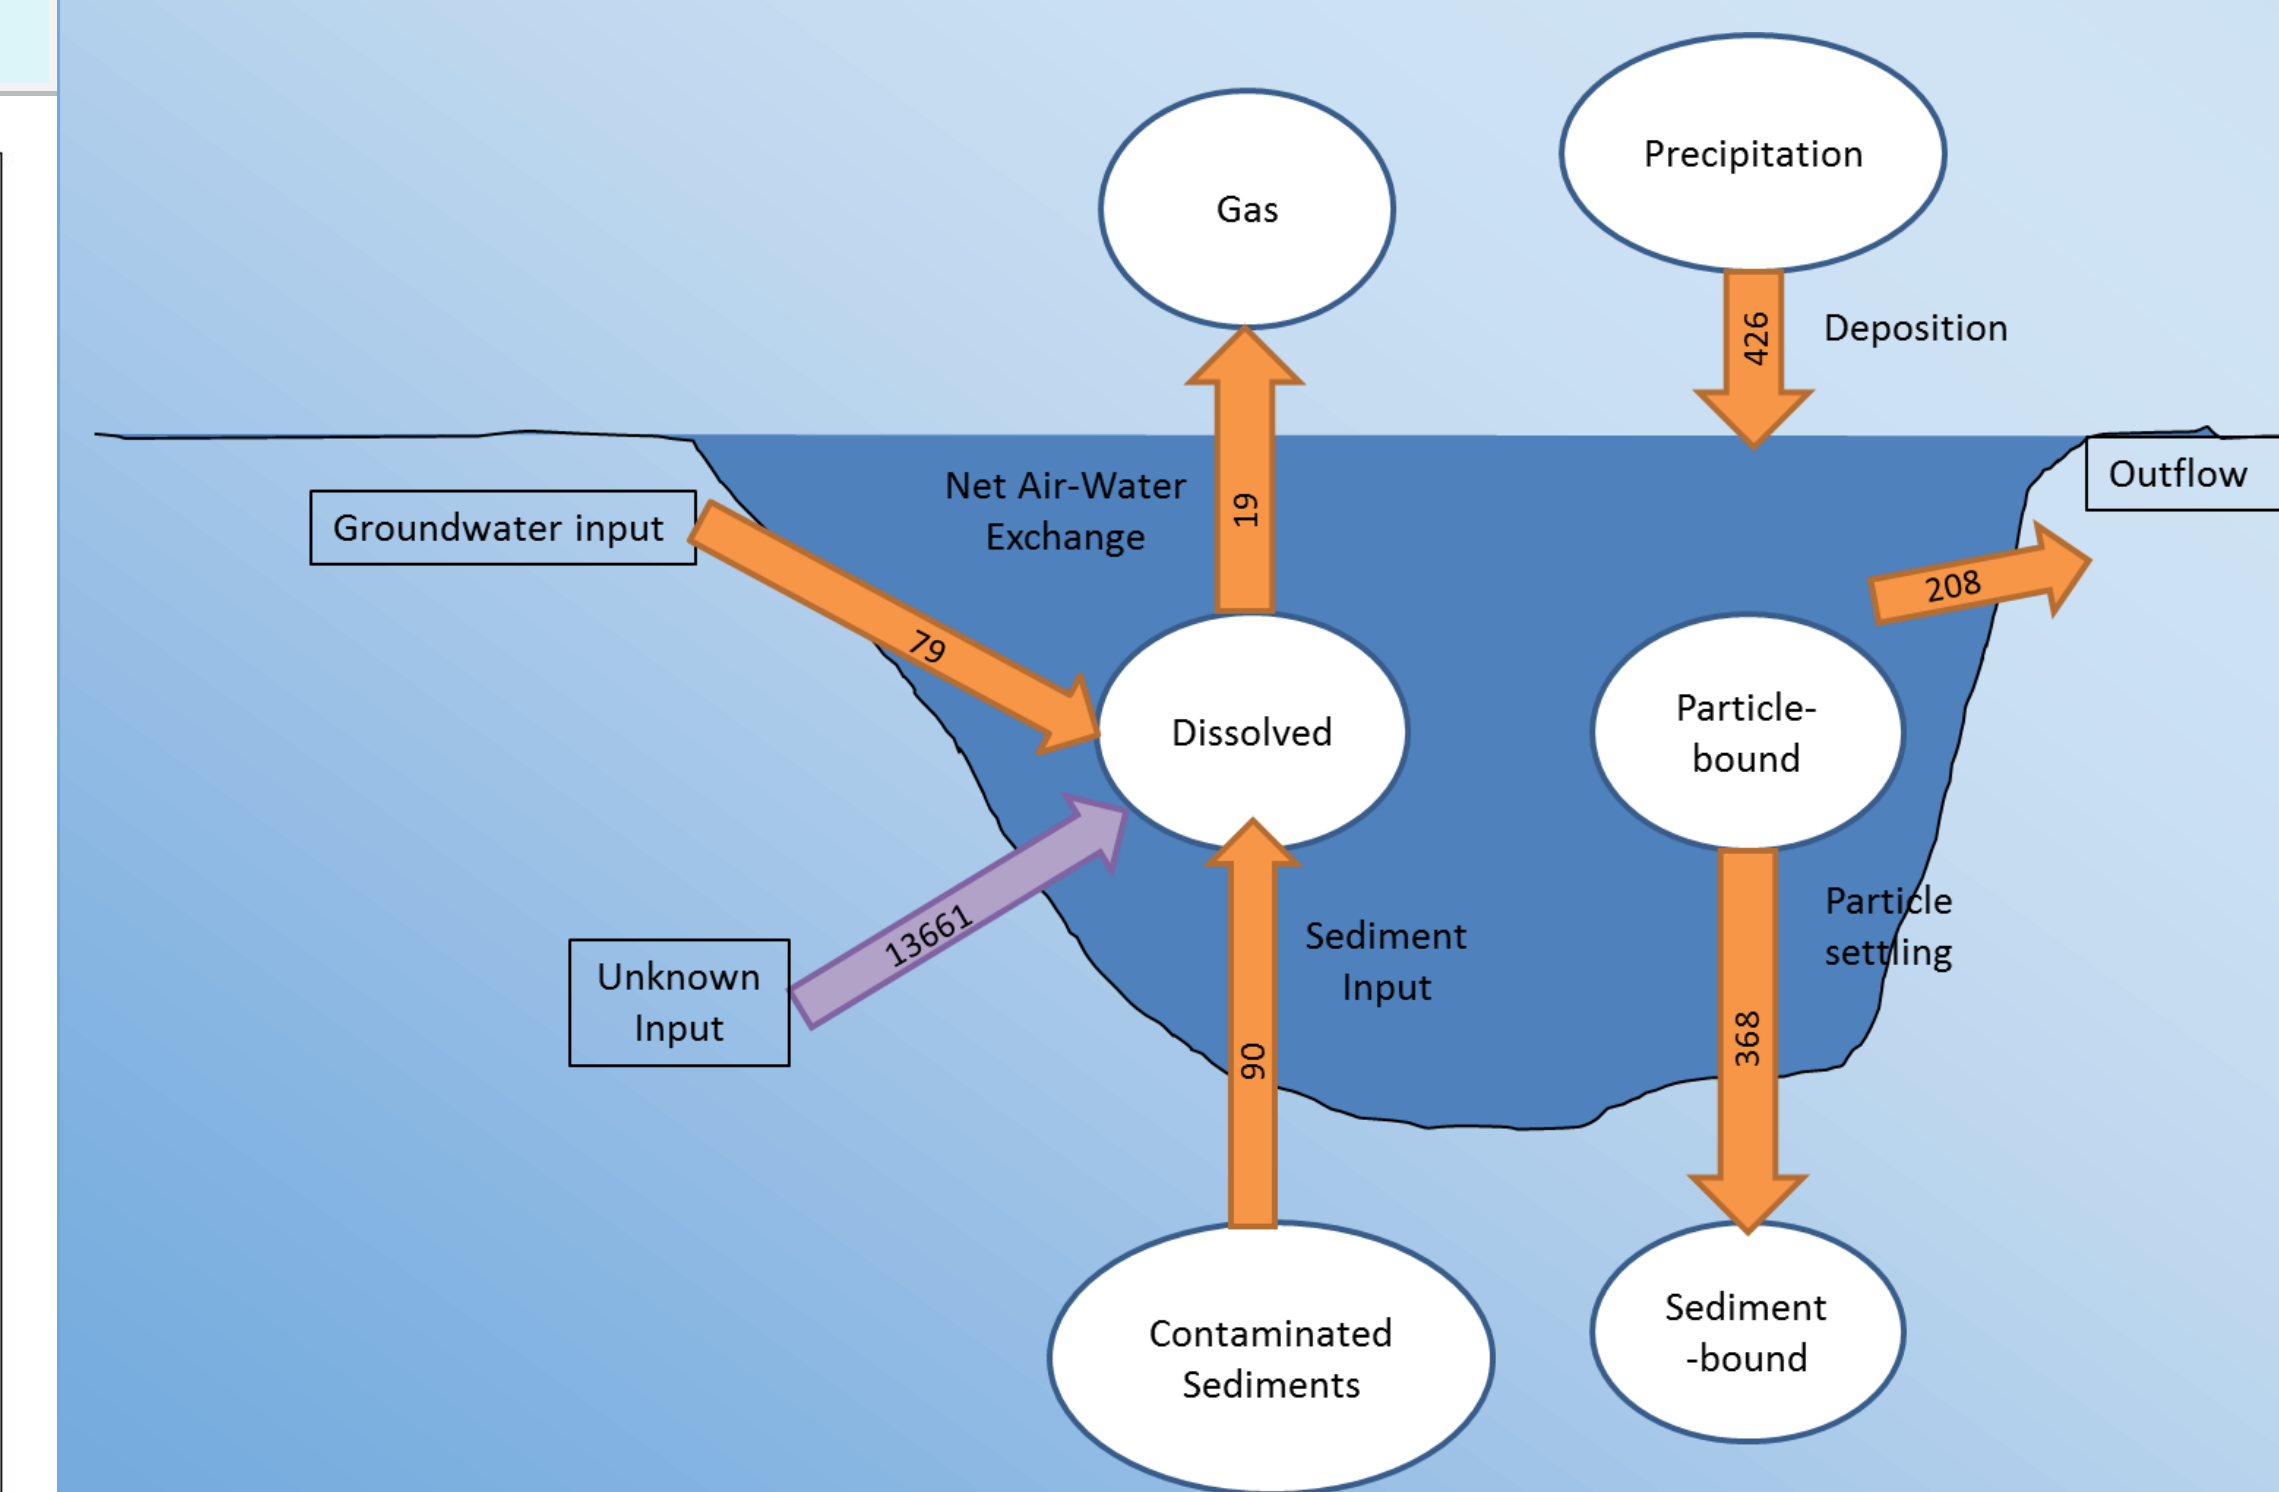 Gas
Precipitation
426
Deposition
Groundwater input
Net Air-Water
Exchange
19
Outflow
208
79
Dissolved
Particle-
bound
13661
Unknown
Input
Sediment
Input
90
Particle
settling
368
Contaminated
Sediments
Sediment
-bound